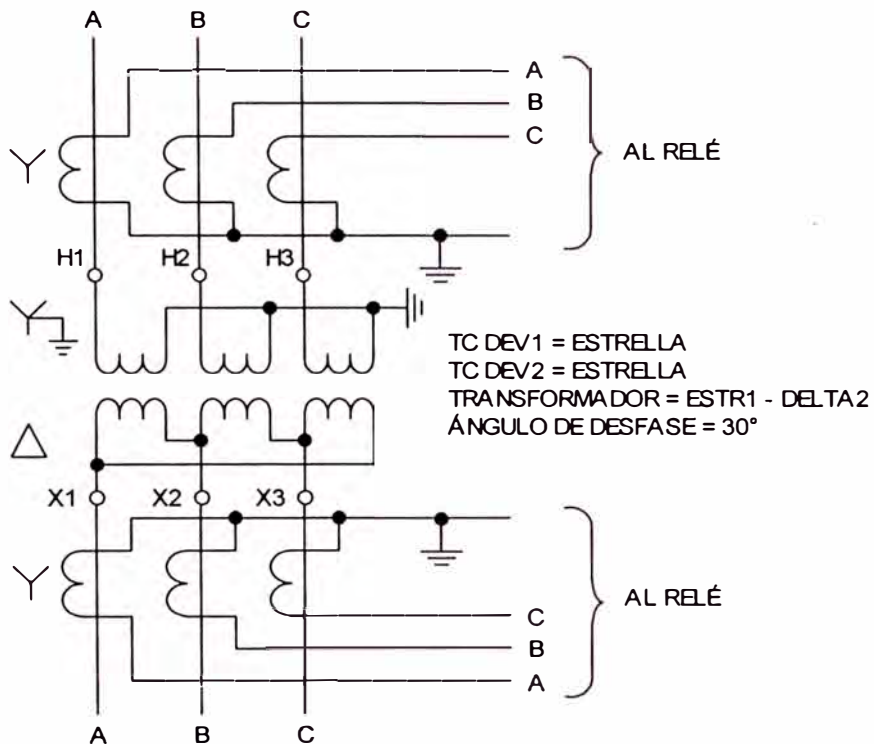 A B C
A
B
C
AL RELÉ
H1 H2 H3
TC DEV1 = ESTRELLA
TC DEV2 = ESTRELLA
TRANSFORMADOR = ESTR1 - DELTA2
ÁNGULO DE DESFASE = 30°
X1 X2 X3
C
B
A
AL RELÉ
A B C